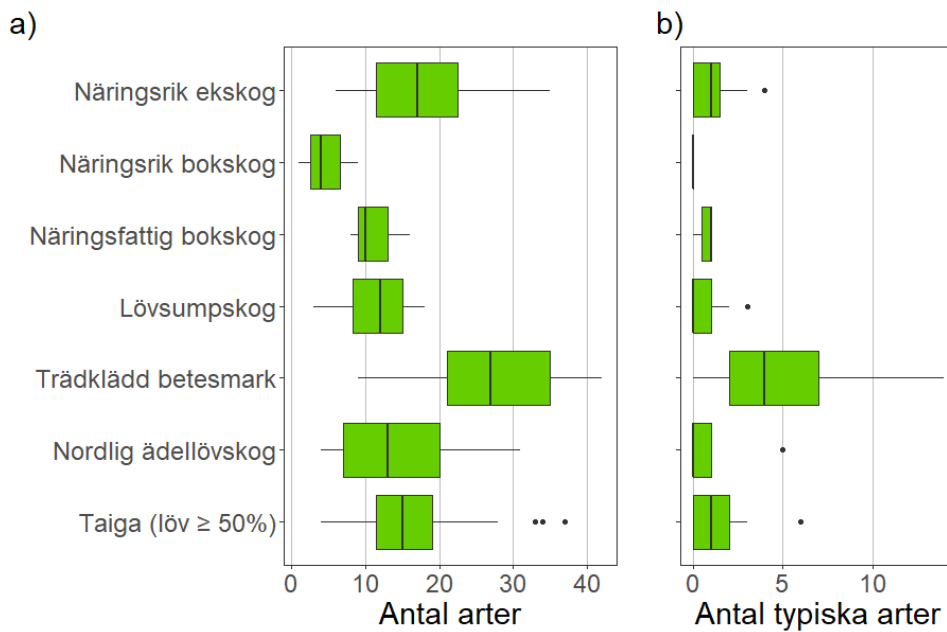 a)
b)
Näringsrik ekskog
Näringsrik bokskog
Näringsfattig bokskog
Lövsumpskog
Trädklädd betesmark
Nordlig ädellövskog
Taiga (löv ≥ 50%)
0 10 20 30 40
0 5 10
Antal arter
Antal typiska arter